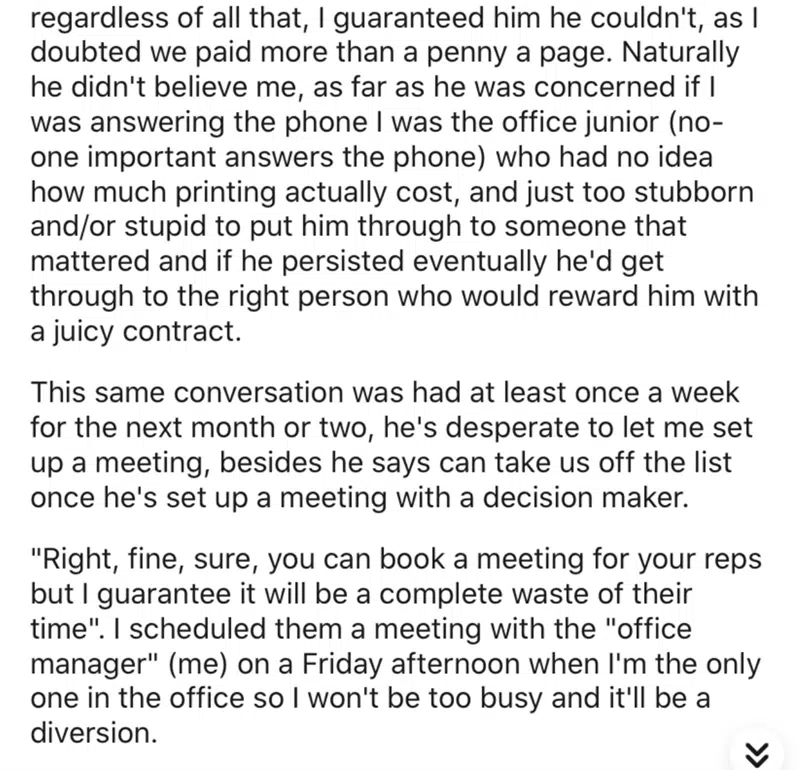 regardless of all that, I guaranteed him he couldn't, as I
doubted we paid more than a penny a page. Naturally
he didn't believe me, as far as he was concerned if I
was answering the phone I was the office junior (no-
one important answers the phone) who had no idea
how much printing actually cost, and just too stubborn
and/or stupid to put him through to someone that
mattered and if he persisted eventually he'd get
through to the right person who would reward him with
a juicy contract.
This same conversation was had at least once a week
for the next month or two, he's desperate to let me set
up a meeting, besides he says can take us off the list
once he's set up a meeting with a decision maker.
"Right, fine, sure, you can book a meeting for your reps
but I guarantee it will be a complete waste of their
time". I scheduled them a meeting with the "office
manager" (me) on a Friday afternoon when I'm the only
one in the office so I won't be too busy and it'll be a
diversion.